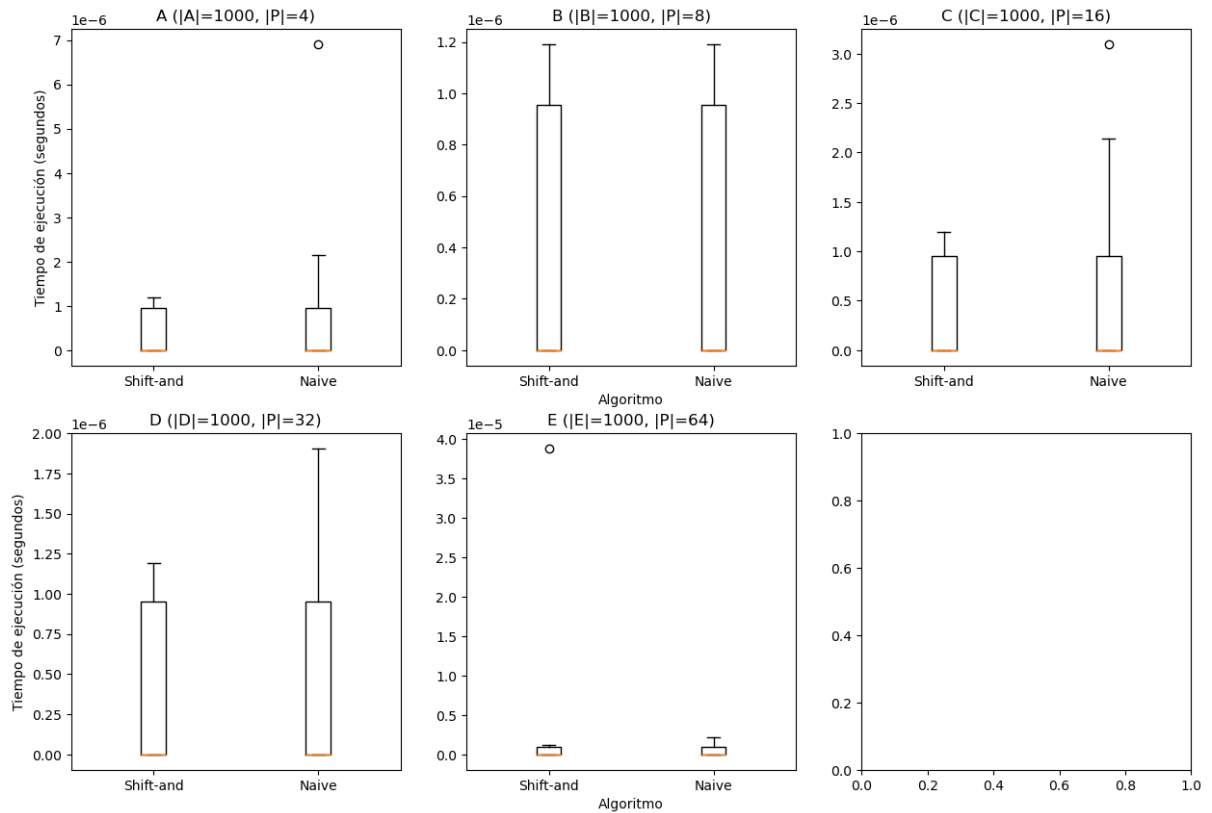 A (|A|=1000, |P|=4)
1e−6
7
6
5
4
3
2
1
0
Tiempo de ejecución (segundos)
Shift-and
Naive
B (|B|=1000, |P|=8)
1e−6
1.2
1.0
0.8
0.6
0.4
0.2
0.0
Shift-and
Naive
Algoritmo
C (|C|=1000, |P|=16)
1e−6
3.0
2.5
2.0
1.5
1.0
0.5
0.0
Shift-and
Naive
D (|D|=1000, |P|=32)
1e−6
2.00
1.75
1.50
1.25
1.00
0.75
0.50
0.25
0.00
Tiempo de ejecución (segundos)
Shift-and
Naive
E (|E|=1000, |P|=64)
1e−5
4.0
3.5
3.0
2.5
2.0
1.5
1.0
0.5
0.0
Shift-and
Naive
Algoritmo
1.0
0.8
0.6
0.4
0.2
0.0
0.0 0.2 0.4 0.6 0.8 1.0